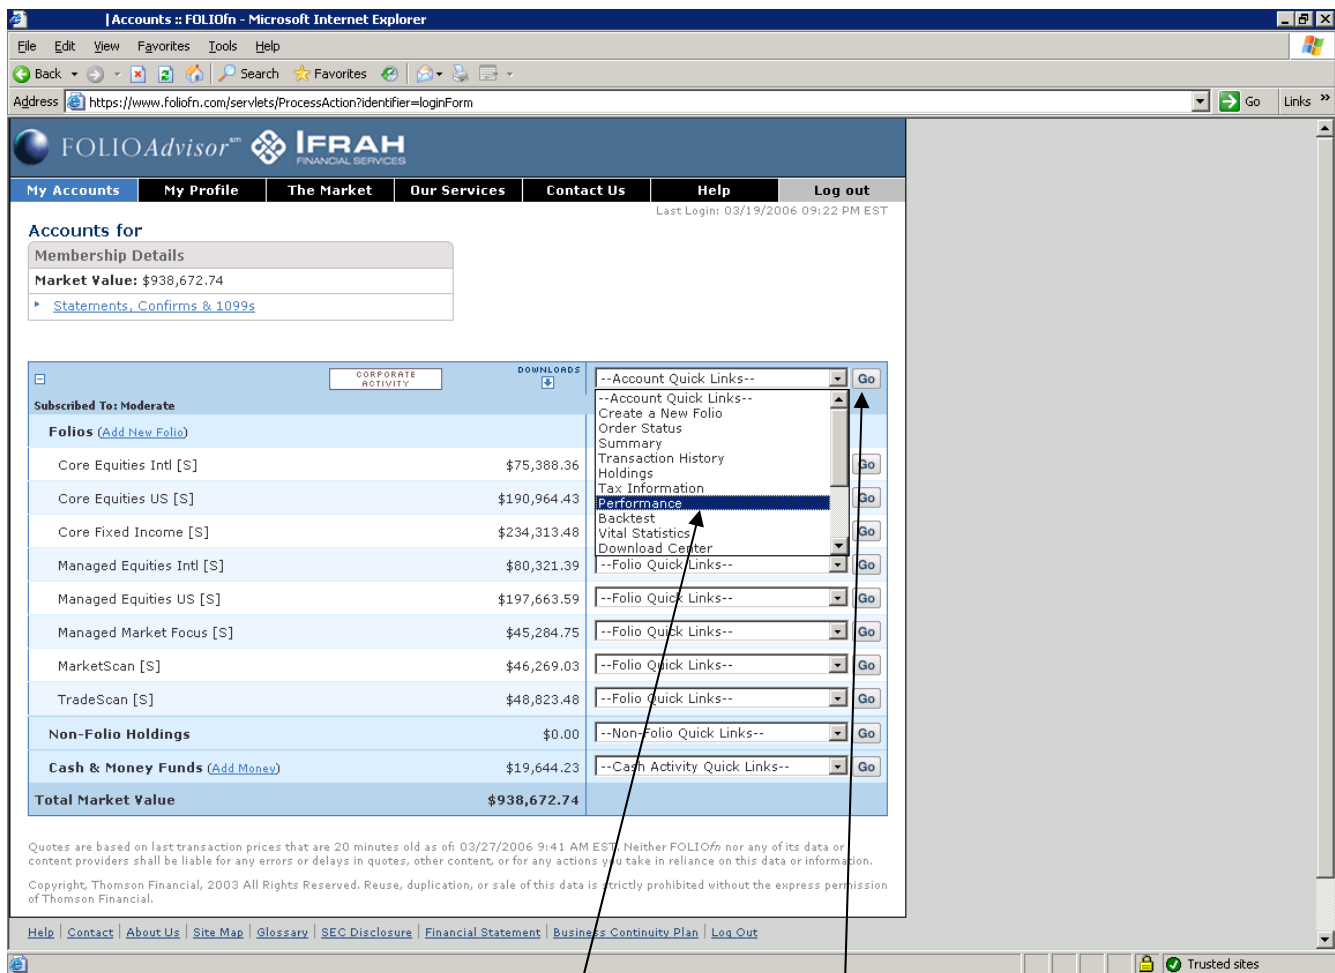 | Accounts :: FOLIOfn - Microsoft Internet Explorer
File Edit View Favorites Tools Help
Back Search Favorites
Address https://www.foliofn.com/servlets/ProcessAction?identifier=loginForm Go Links »
FOLIOAdvisor℠ IFRAH FINANCIAL SERVICES
My Accounts My Profile The Market Our Services Contact Us Help Log out
Last Login: 03/19/2006 09:22 PM EST
Accounts for
Membership Details
Market Value: $938,672.74
Statements, Confirms & 1099s
CORPORATE ACTIVITY DOWNLOADS --Account Quick Links-- Go
Subscribed To: Moderate
--Account Quick Links--
Create a New Folio
Order Status
Summary
Transaction History
Holdings
Tax Information
Performance
Backtest
Vital Statistics
Download Center
Folios (Add New Folio)
Core Equities Intl [S] $75,388.36 Go
Core Equities US [S] $190,964.43 Go
Core Fixed Income [S] $234,313.48 Go
Managed Equities Intl [S] $80,321.39 --Folio Quick Links-- Go
Managed Equities US [S] $197,663.59 --Folio Quick Links-- Go
Managed Market Focus [S] $45,284.75 --Folio Quick Links-- Go
MarketScan [S] $46,269.03 --Folio Quick Links-- Go
TradeScan [S] $48,823.48 --Folio Quick Links-- Go
Non-Folio Holdings $0.00 --Non-Folio Quick Links-- Go
Cash & Money Funds (Add Money) $19,644.23 --Cash Activity Quick Links-- Go
Total Market Value $938,672.74
Quotes are based on last transaction prices that are 20 minutes old as of: 03/27/2006 9:41 AM EST. Neither FOLIOfn nor any of its data or
content providers shall be liable for any errors or delays in quotes, other content, or for any actions you take in reliance on this data or information.
Copyright, Thomson Financial, 2003 All Rights Reserved. Reuse, duplication, or sale of this data is strictly prohibited without the express permission
of Thomson Financial.
Help | Contact | About Us | Site Map | Glossary | SEC Disclosure | Financial Statement | Business Continuity Plan | Log Out
Trusted sites